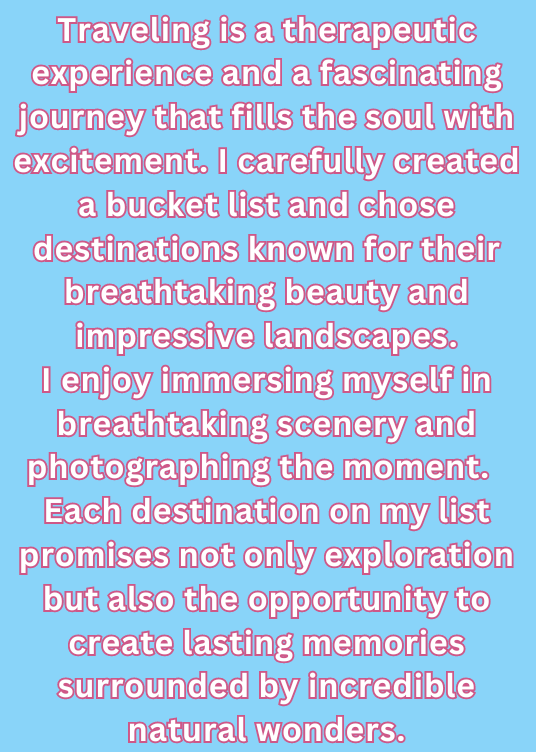 Traveling is a therapeutic
experience and a fascinating
journey that fills the soul with
excitement. I carefully created
a bucket list and chose
destinations known for their
breathtaking beauty and
impressive landscapes.
I enjoy immersing myself in
breathtaking scenery and
photographing the moment.
Each destination on my list
promises not only exploration
but also the opportunity to
create lasting memories
surrounded by incredible
natural wonders.